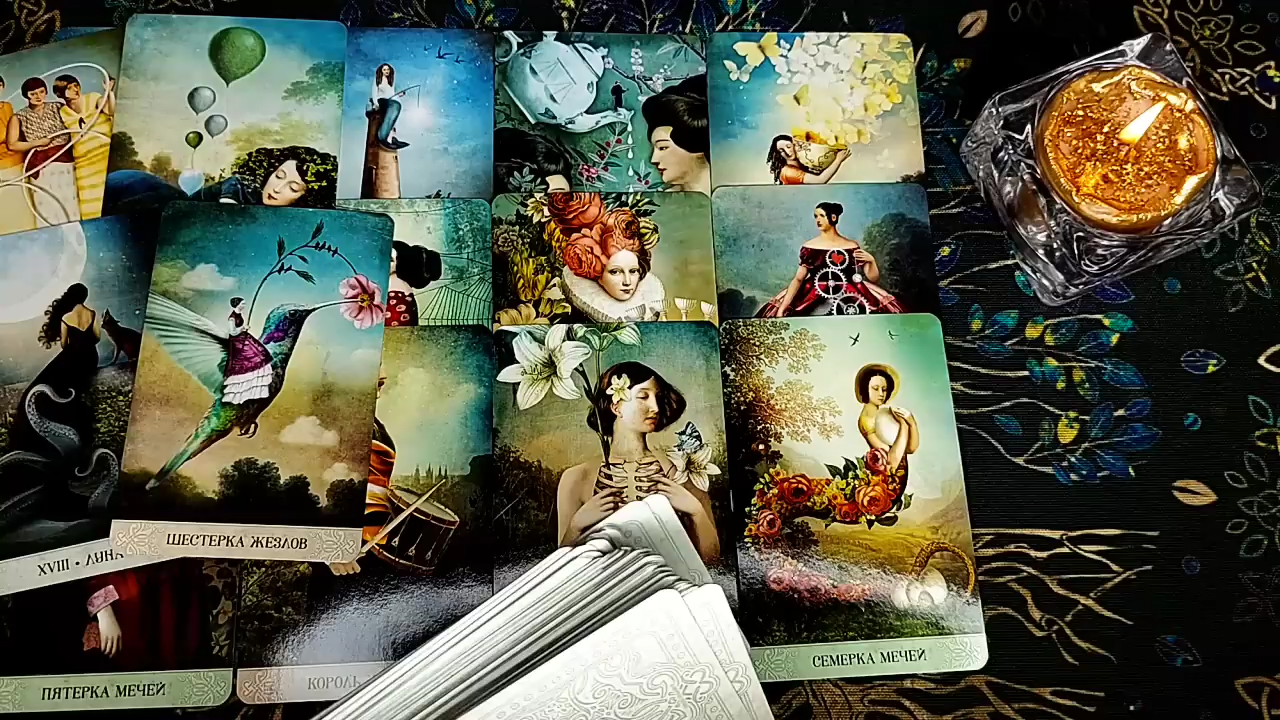 ШЕСТЕРКА ЖЕЗЛОВ
XVIII • ЛУНА
ПЯТЕРКА МЕЧЕЙ
КОРОЛЬ
СЕМЕРКА МЕЧЕЙ